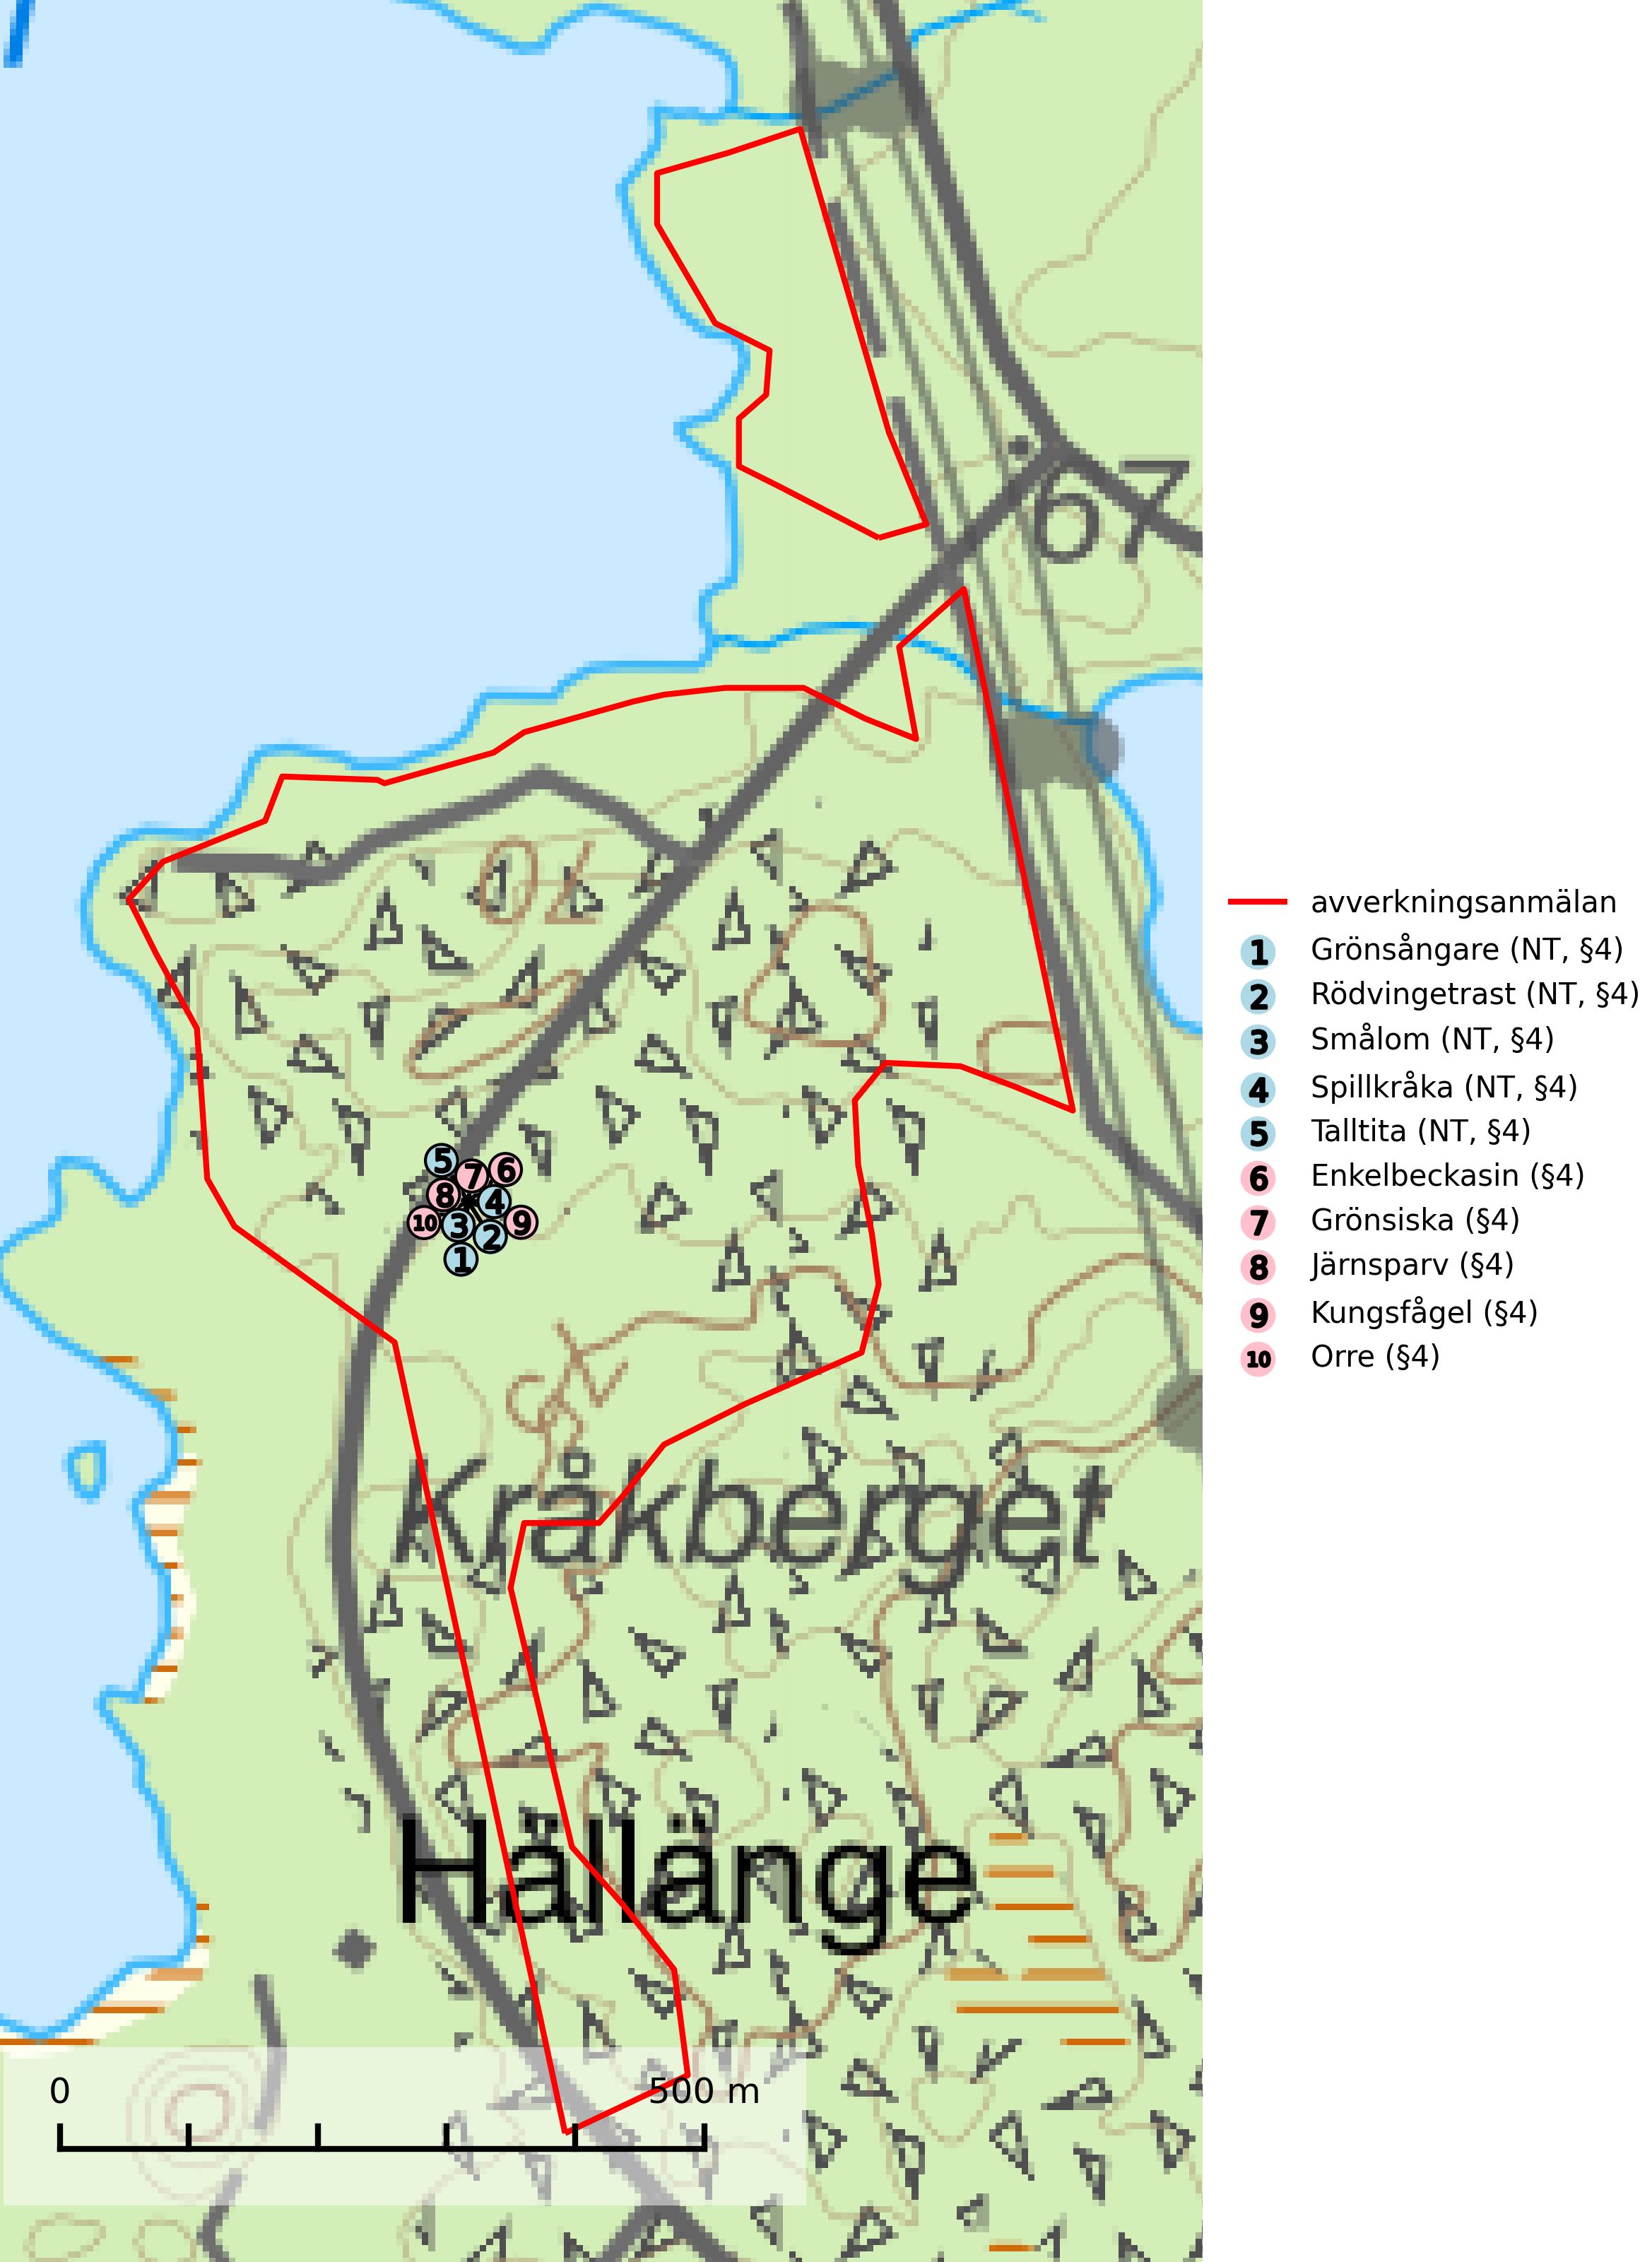 67
Kråkberget
Hållänge
0 500 m
avverkningsanmälan
1 Grönsångare (NT, §4)
2 Rödvingetrast (NT, §4)
3 Smålom (NT, §4)
4 Spillkråka (NT, §4)
5 Talltita (NT, §4)
6 Enkelbeckasin (§4)
7 Grönsiska (§4)
8 Järnsparv (§4)
9 Kungsfågel (§4)
10 Orre (§4)
5 7 6
8 4
10 3 2 9
1